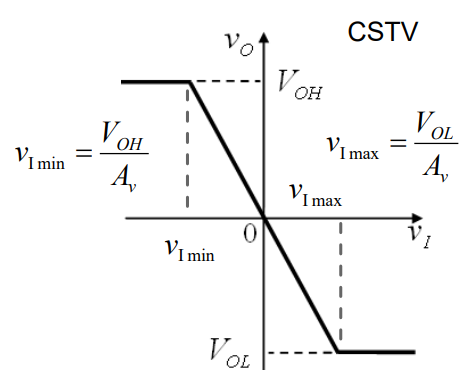 CSTV
v_O
V_OH
v_I min = V_OH / A_v
v_I max = V_OL / A_v
v_I max
0
v_I min
v_I
V_OL